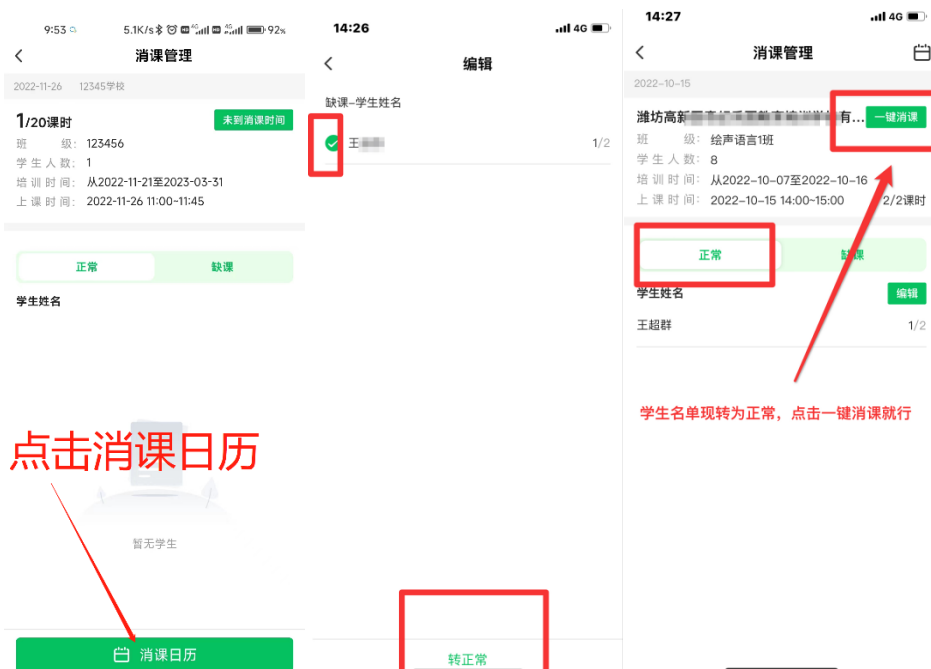 9:53
5.1K/s
4G
4G
92%
消课管理
2022-11-26 12345学校
1/20课时
未到消课时间
班 级: 123456
学生人数: 1
培训时间: 从2022-11-21至2023-03-31
上课时间: 2022-11-26 11:00~11:45
正常
缺课
学生姓名
点击消课日历
暂无学生
消课日历
14:26
4G
编辑
缺课-学生姓名
王
1/2
转正常
14:27
4G
消课管理
2022-10-15
潍坊高新
有...
一键消课
班 级: 绘声语言1班
学生人数: 8
培训时间: 从2022-10-07至2022-10-16
上课时间: 2022-10-15 14:00~15:00
2/2课时
正常
缺课
学生姓名
编辑
王超群
1/2
学生名单现转为正常，点击一键消课就行